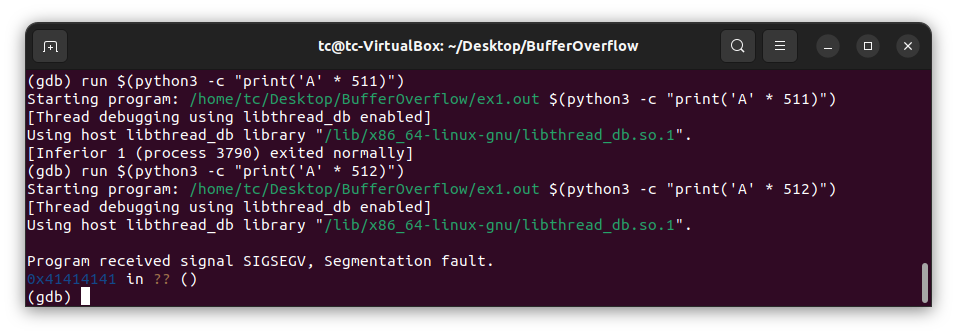 tc@tc-VirtualBox: ~/Desktop/BufferOverflow
(gdb) run $(python3 -c "print('A' * 511)")
Starting program: /home/tc/Desktop/BufferOverflow/ex1.out $(python3 -c "print('A' * 511)")
[Thread debugging using libthread_db enabled]
Using host libthread_db library "/lib/x86_64-linux-gnu/libthread_db.so.1".
[Inferior 1 (process 3790) exited normally]
(gdb) run $(python3 -c "print('A' * 512)")
Starting program: /home/tc/Desktop/BufferOverflow/ex1.out $(python3 -c "print('A' * 512)")
[Thread debugging using libthread_db enabled]
Using host libthread_db library "/lib/x86_64-linux-gnu/libthread_db.so.1".
Program received signal SIGSEGV, Segmentation fault.
0x41414141 in ?? ()
(gdb)